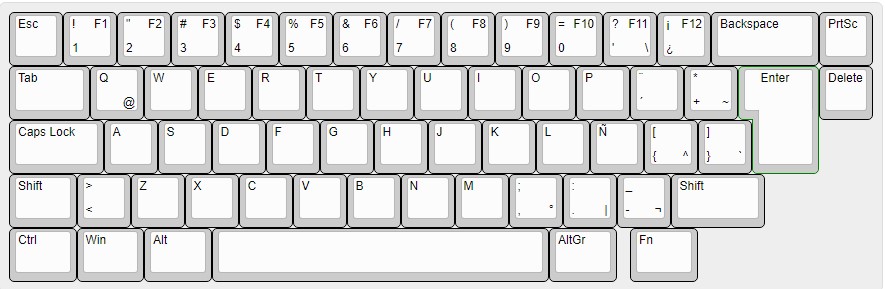 Esc ! F1 " F2 # F3 $ F4 % F5 & F6 / F7 ( F8 ) F9 = F10 ? F11 ¡ F12 Backspace PrtSc
1 2 3 4 5 6 7 8 9 0 ' \ ¿
Tab Q W E R T Y U I O P ¨ * Enter Delete
@ ´ + ~
Caps Lock A S D F G H J K L Ñ [ ]
{ ^ } `
Shift > Z X C V B N M ; : _ Shift
< , ° . | - ¬
Ctrl Win Alt AltGr Fn